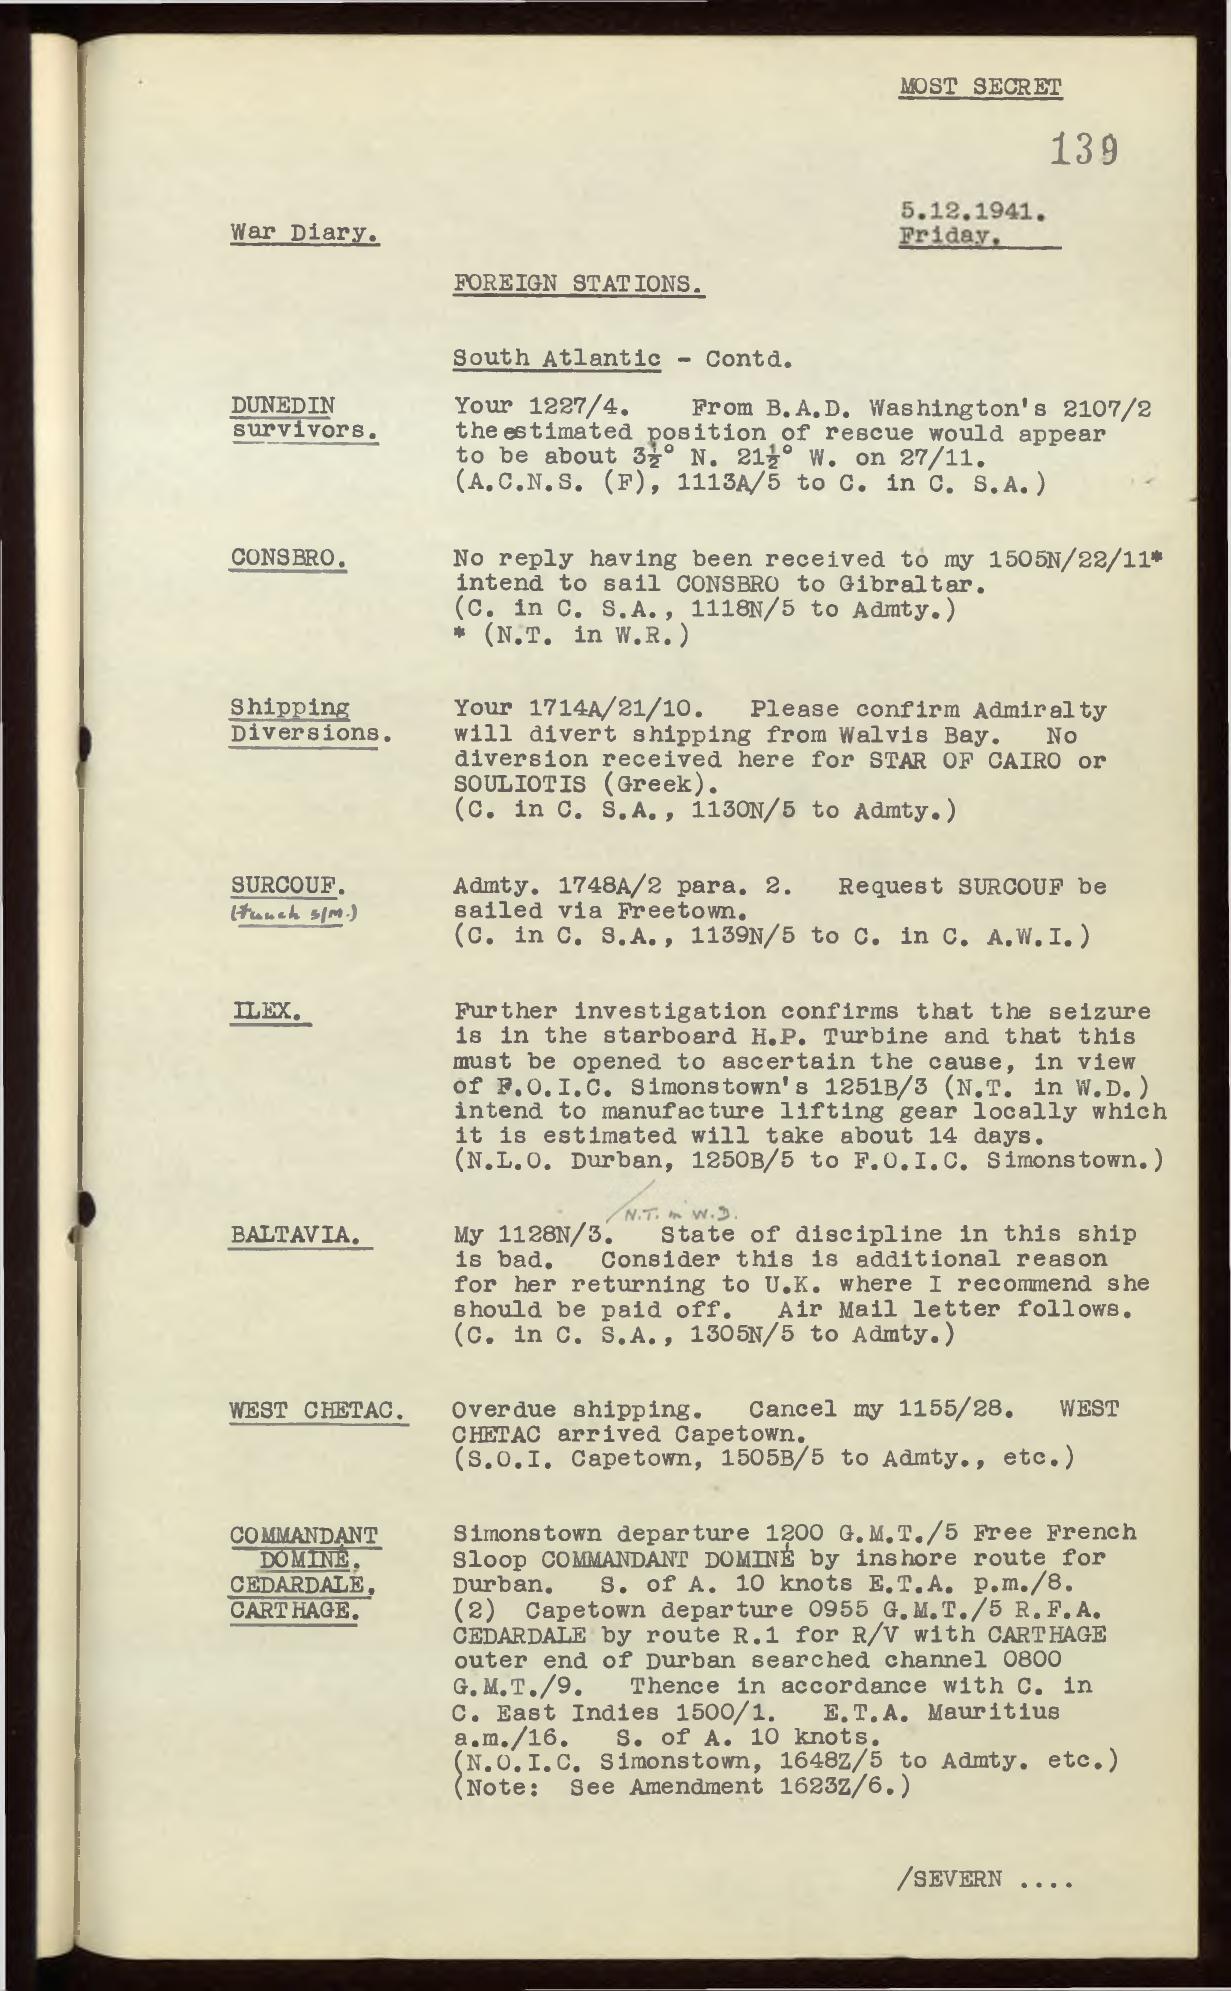 MOST SECRET
139
5.12.1941.
War Diary.
Friday.
FOREIGN STATIONS.
South Atlantic - Contd.
DUNEDIN survivors.
Your 1227/4. From B.A.D. Washington's 2107/2
the estimated position of rescue would appear
to be about 3½° N. 21½° W. on 27/11.
(A.C.N.S. (F), 1113A/5 to C. in C. S.A.)
CONSBRO.
No reply having been received to my 1505N/22/11*
intend to sail CONSBRO to Gibraltar.
(C. in C. S.A., 1118N/5 to Admty.)
* (N.T. in W.R.)
Shipping Diversions.
Your 1714A/21/10. Please confirm Admiralty
will divert shipping from Walvis Bay. No
diversion received here for STAR OF CAIRO or
SOULIOTIS (Greek).
(C. in C. S.A., 1130N/5 to Admty.)
SURCOUF.
(French S/M.)
Admty. 1748A/2 para. 2. Request SURCOUF be
sailed via Freetown.
(C. in C. S.A., 1139N/5 to C. in C. A.W.I.)
ILEX.
Further investigation confirms that the seizure
is in the starboard H.P. Turbine and that this
must be opened to ascertain the cause, in view
of F.O.I.C. Simonstown's 1251B/3 (N.T. in W.D.)
intend to manufacture lifting gear locally which
it is estimated will take about 14 days.
(N.L.O. Durban, 1250B/5 to F.O.I.C. Simonstown.)
/N.T. in W.D.
BALTAVIA.
My 1128N/3. State of discipline in this ship
is bad. Consider this is additional reason
for her returning to U.K. where I recommend she
should be paid off. Air Mail letter follows.
(C. in C. S.A., 1305N/5 to Admty.)
WEST CHETAC.
Overdue shipping. Cancel my 1155/28. WEST
CHETAC arrived Capetown.
(S.O.I. Capetown, 1505B/5 to Admty., etc.)
COMMANDANT DOMINÉ.
CEDARDALE,
CARTHAGE.
Simonstown departure 1200 G.M.T./5 Free French
Sloop COMMANDANT DOMINÉ by inshore route for
Durban. S. of A. 10 knots E.T.A. p.m./8.
(2) Capetown departure 0955 G.M.T./5 R.F.A.
CEDARDALE by route R.1 for R/V with CARTHAGE
outer end of Durban searched channel 0800
G.M.T./9. Thence in accordance with C. in
C. East Indies 1500/1. E.T.A. Mauritius
a.m./16. S. of A. 10 knots.
(N.O.I.C. Simonstown, 1648Z/5 to Admty. etc.)
(Note: See Amendment 1623Z/6.)
/SEVERN ....